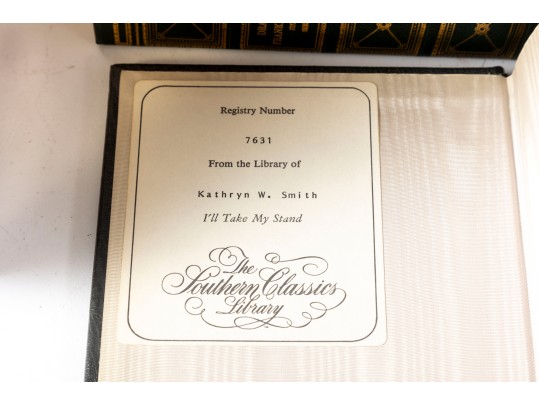 Registry Number
7631
From the Library of
Kathryn W. Smith
I'll Take My Stand
The
Southern Classics
Library